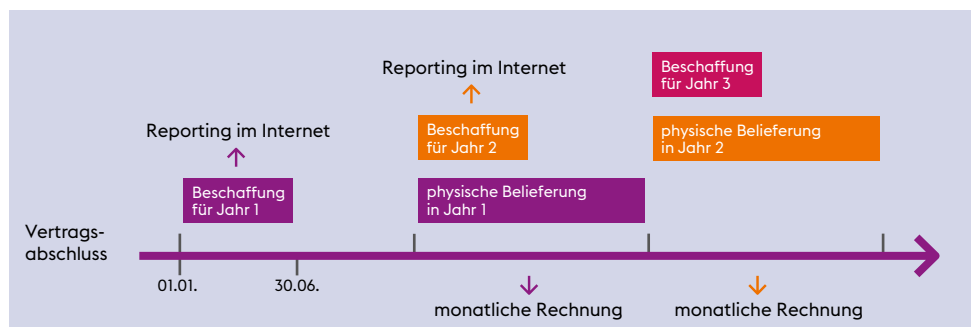 Reporting im Internet
Beschaffung
für Jahr 3
Reporting im Internet
Beschaffung
für Jahr 2
physische Belieferung
in Jahr 2
Beschaffung
für Jahr 1
physische Belieferung
in Jahr 1
Vertrags-
abschluss
01.01.
30.06.
monatliche Rechnung
monatliche Rechnung